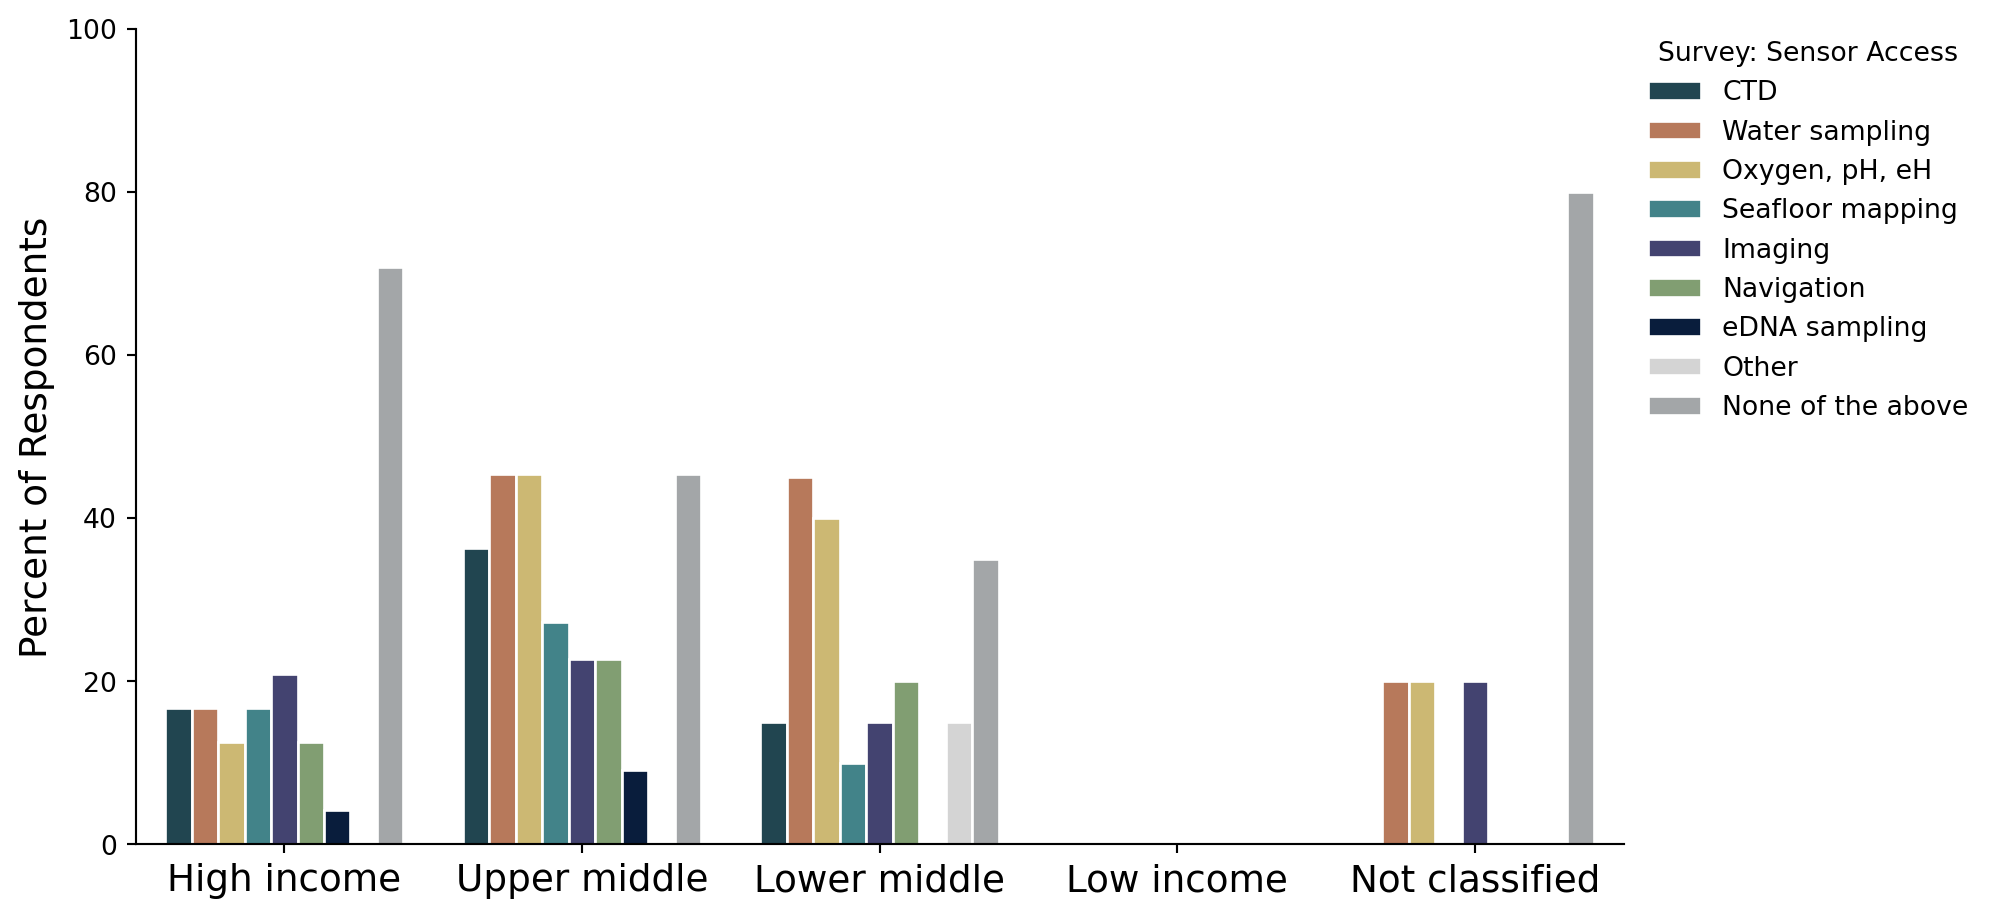 100
80
60
40
20
0
Percent of Respondents
High income
Upper middle
Lower middle
Low income
Not classified
Survey: Sensor Access
CTD
Water sampling
Oxygen, pH, eH
Seafloor mapping
Imaging
Navigation
eDNA sampling
Other
None of the above